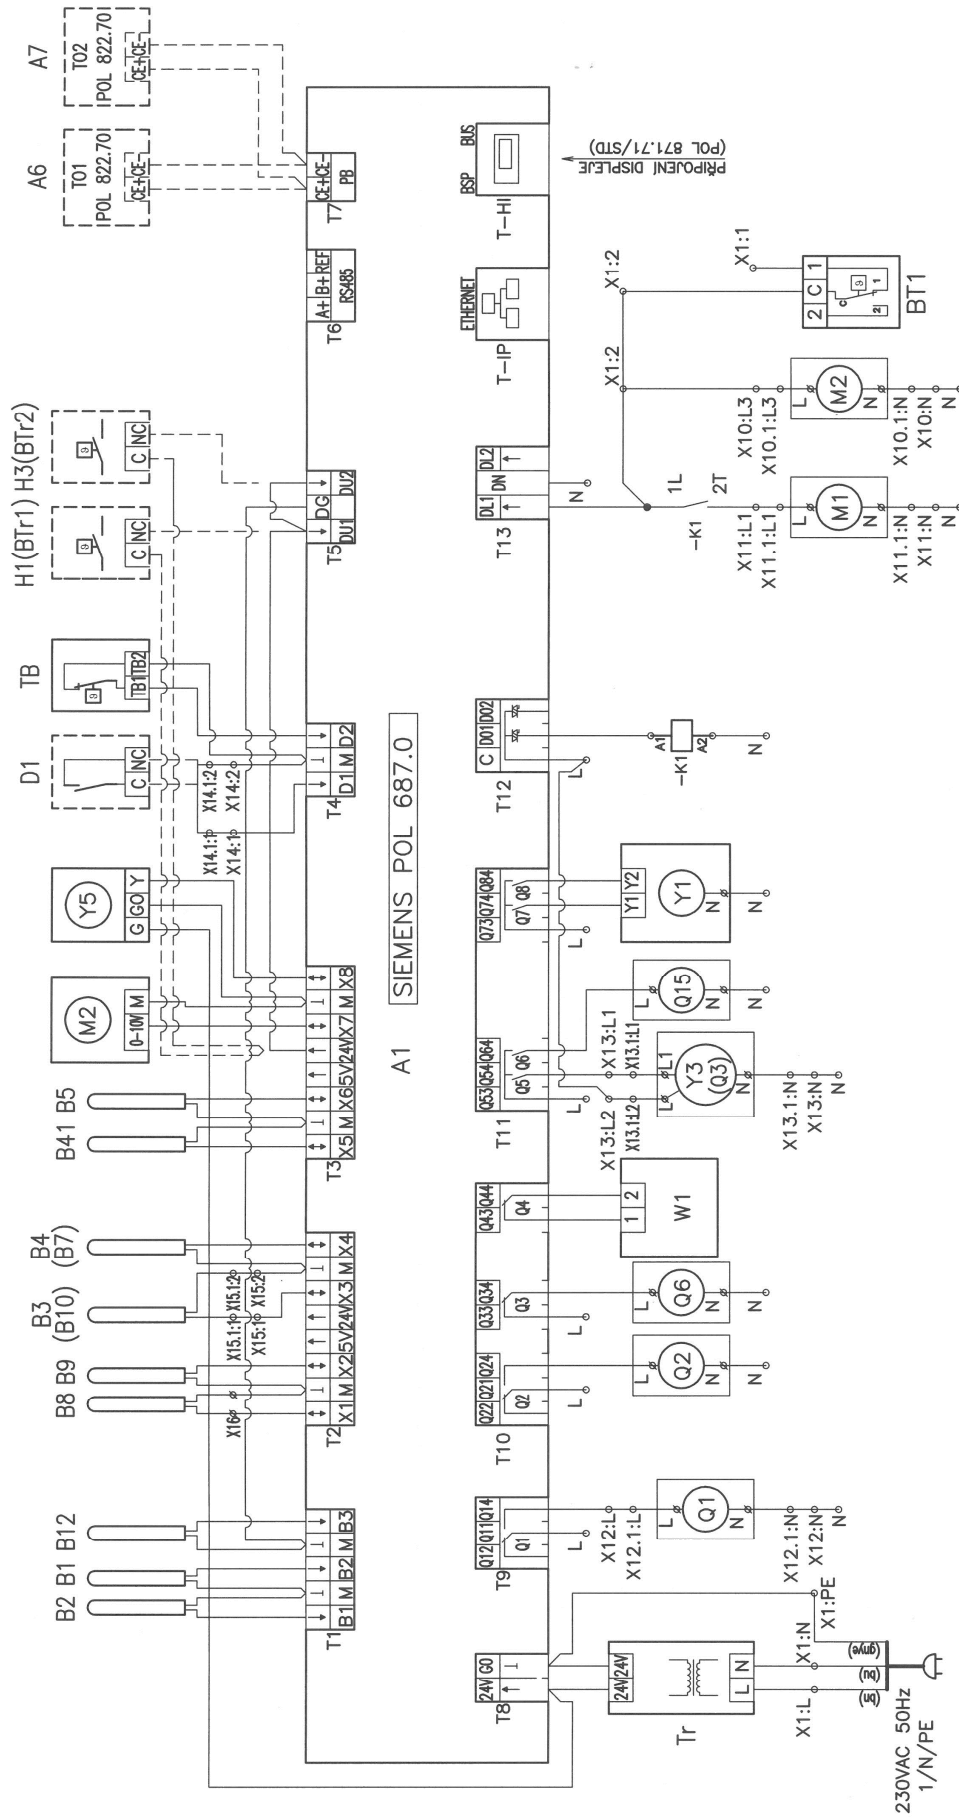 B2 B1 B12
B8 B9
B3
(B10)
B4
(B7)
B41 B5
M2
0-10V M
Y5
G GO Y
D1
C NC
TB
TB1 TB2
H1(BTr1) H3(BTr2)
C NC
C NC
A6
T01
POL 822.70
CE+ CE-
A7
T02
POL 822.70
CE+ CE-
X16
X15.1:1 X15.1:2
X15:1 X15:2
X14.1:1 X14.1:2
X14:1 X14:2
B1 M B2 M B3
T1
X1 M X2 5V 24V X3 M X4
T2
X5 M X6 5V 24V X7 M X8
T3
D1 M D2
T4
DU1 DG DU2
T5
A+ B+ REF
RS485
T6
CE+ CE-
PB
T7
A1
SIEMENS POL 687.0
24V G0
T8
Q12 Q11 Q14
Q1
T9
Q22 Q21 Q24
Q2
T10
Q33 Q34
Q3
Q43 Q44
Q4
Q53 Q54 Q64
Q5 Q6
T11
Q73 Q74 Q84
Q7 Q8
C DO1 DO2
T12
DL1 DN DL2
T13
ETHERNET
T-IP
BSP BUS
T-HI
PŘIPOJENÍ DISPLEJE
(POL 871.71/STD)
24V 24V
L N
Tr
X1:L X1:N X1:PE
(bn) (bu) (gnye)
230VAC 50Hz
1/N/PE
L
X12:L
X12.1:L
L
Q1
N
X12.1:N
X12:N
N
L
L
Q2
N
N
L
L
Q6
N
N
1 2
W1
L
X13:L2 X13:L1
X13.1:L2 X13.1:L1
L L1
Y3
(Q3)
N
X13.1:N
X13:N
N
L
Q15
N
N
L
Y1 Y2
Y1
N
N
L
A1
-K1
A2
N
N
-K1
1L
2T
X11:L1
X11.1:L1
L
M1
N
X11.1:N
X11:N
N
X1:2
X10:L3
X10.1:L3
L
M2
N
X10.1:N
X10:N
N
X1:2
X1:1
2 C 1
C
2 1
BT1